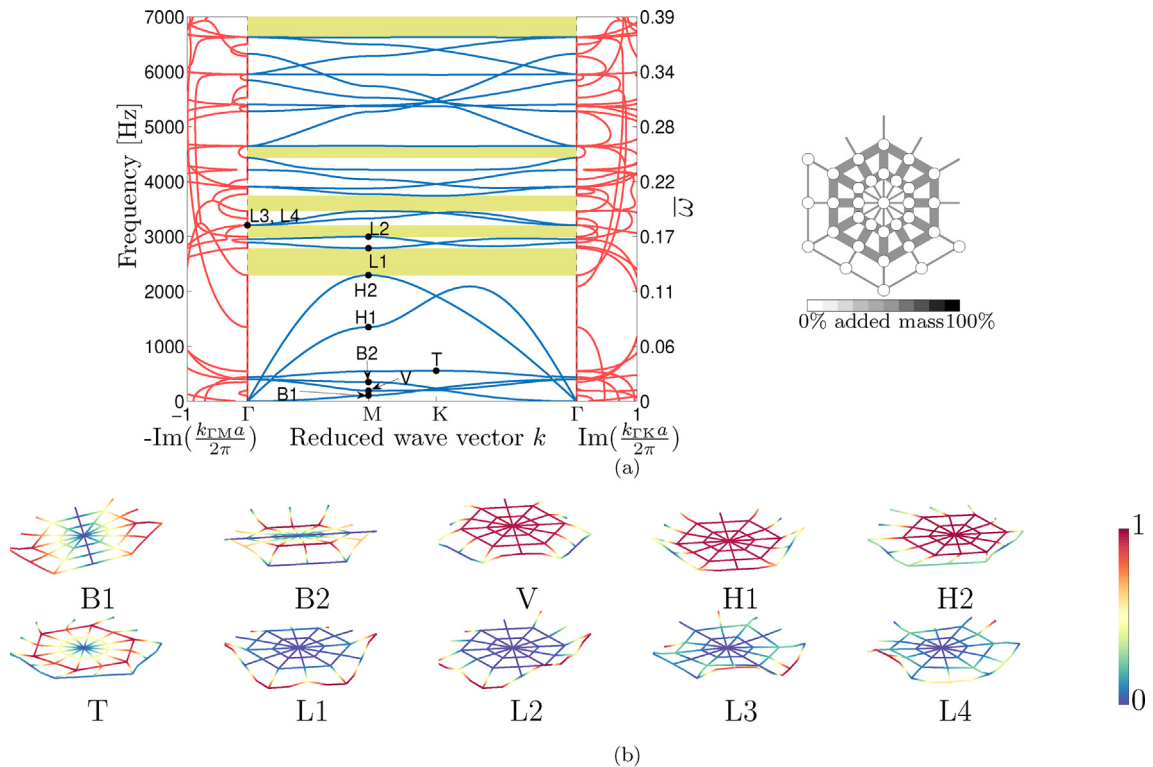 7000
6000
5000
4000
3000
2000
1000
0
Frequency [Hz]
0.39
0.34
0.28
0.22
0.17
0.11
0.06
0
ω̅
L3, L4
L2
L1
H2
H1
B2
T
V
B1
−1 Γ M K Γ 1
-Im(k_ΓM a / 2π) Reduced wave vector k Im(k_ΓK a / 2π)
0% added mass100%
(a)
B1 B2 V H1 H2
T L1 L2 L3 L4
1
0
(b)